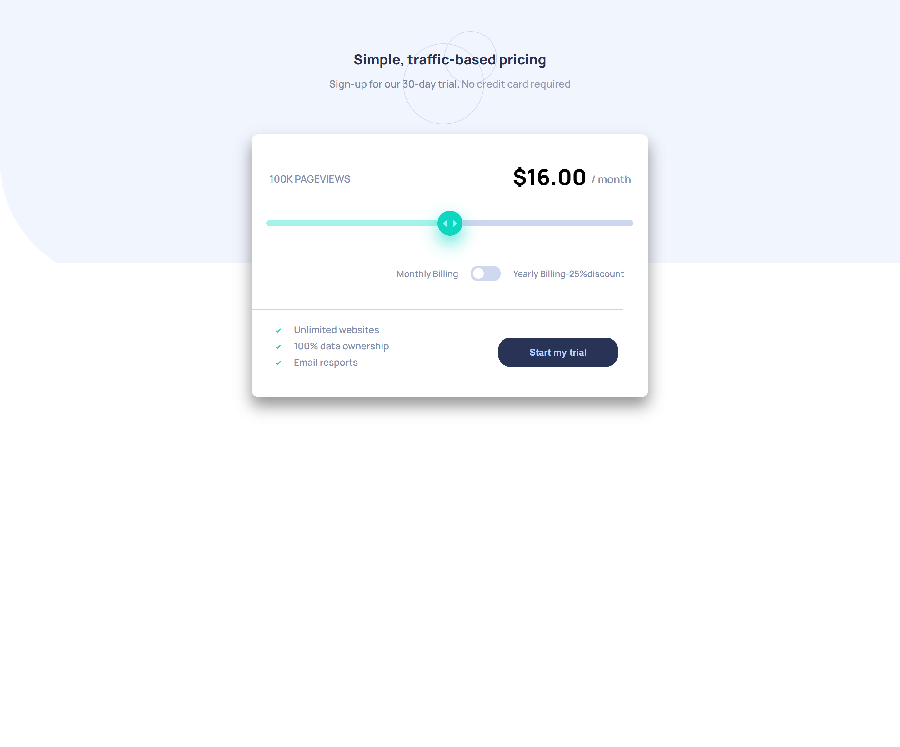 Simple, traffic-based pricing
Sign-up for our 30-day trial. No credit card required
100K PAGEVIEWS
$16.00 / month
Monthly Billing
Yearly Billing-25%discount
Unlimited websites
100% data ownership
Email resports
Start my trial